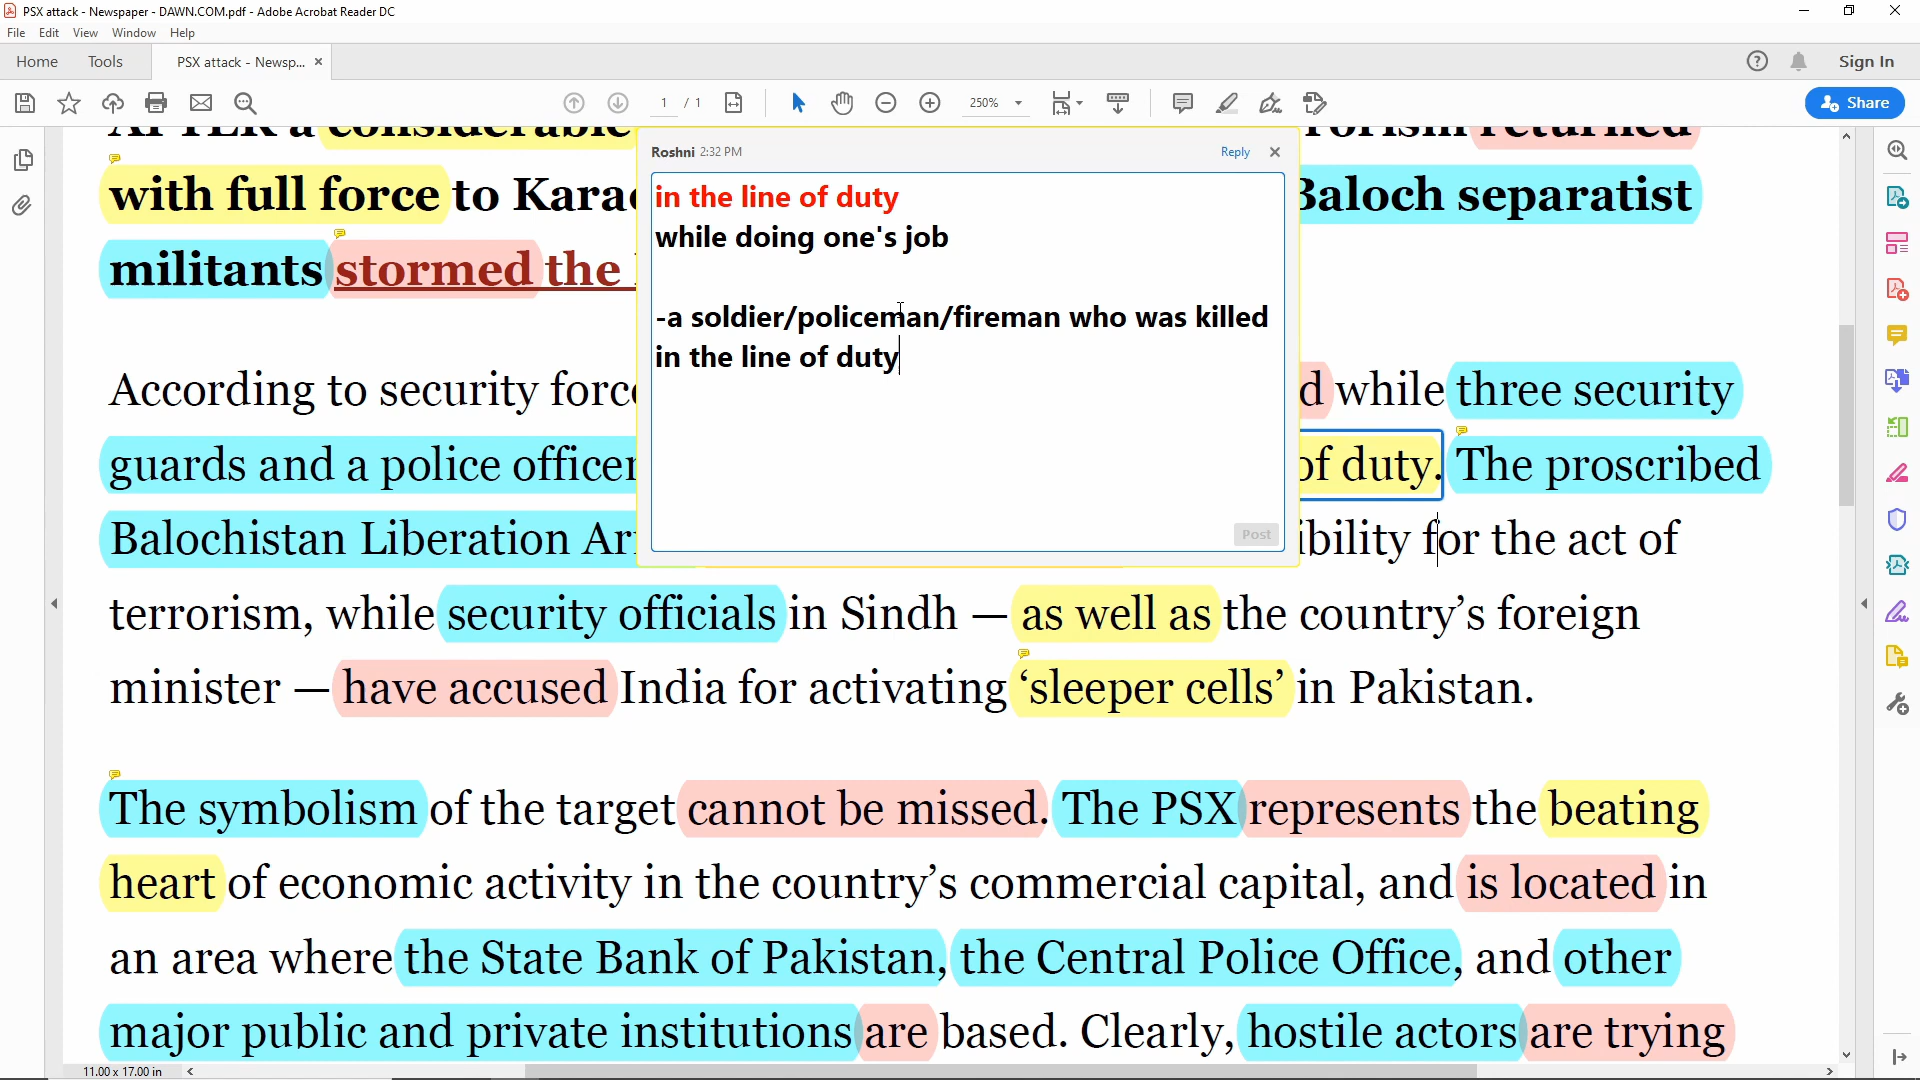 PSX attack - Newspaper - DAWN.COM.pdf - Adobe Acrobat Reader DC
File Edit View Window Help
Home Tools PSX attack - Newsp... ×
Sign In
1 / 1 250% Share
AFTER a considerable
returned
with full force to Karac
Baloch separatist
militants stormed the
Roshni 2:32 PM Reply
in the line of duty
while doing one's job
-a soldier/policeman/fireman who was killed
in the line of duty
Post
According to security forc d while three security
guards and a police officer of duty. The proscribed
Balochistan Liberation Ar ibility for the act of
terrorism, while security officials in Sindh — as well as the country's foreign
minister — have accused India for activating 'sleeper cells' in Pakistan.
The symbolism of the target cannot be missed. The PSX represents the beating
heart of economic activity in the country's commercial capital, and is located in
an area where the State Bank of Pakistan, the Central Police Office, and other
major public and private institutions are based. Clearly, hostile actors are trying
11.00 x 17.00 in